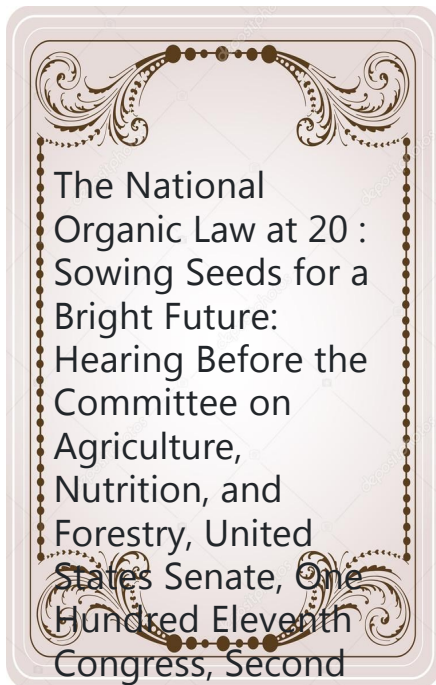 The National
Organic Law at 20 :
Sowing Seeds for a
Bright Future:
Hearing Before the
Committee on
Agriculture,
Nutrition, and
Forestry, United
States Senate, One
Hundred Eleventh
Congress, Second